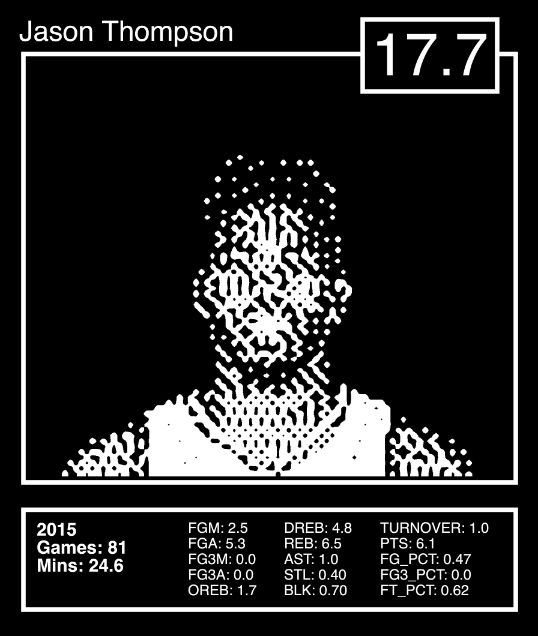 Jason Thompson
17.7
2015
Games: 81
Mins: 24.6
FGM: 2.5
FGA: 5.3
FG3M: 0.0
FG3A: 0.0
OREB: 1.7
DREB: 4.8
REB: 6.5
AST: 1.0
STL: 0.40
BLK: 0.70
TURNOVER: 1.0
PTS: 6.1
FG_PCT: 0.47
FG3_PCT: 0.0
FT_PCT: 0.62